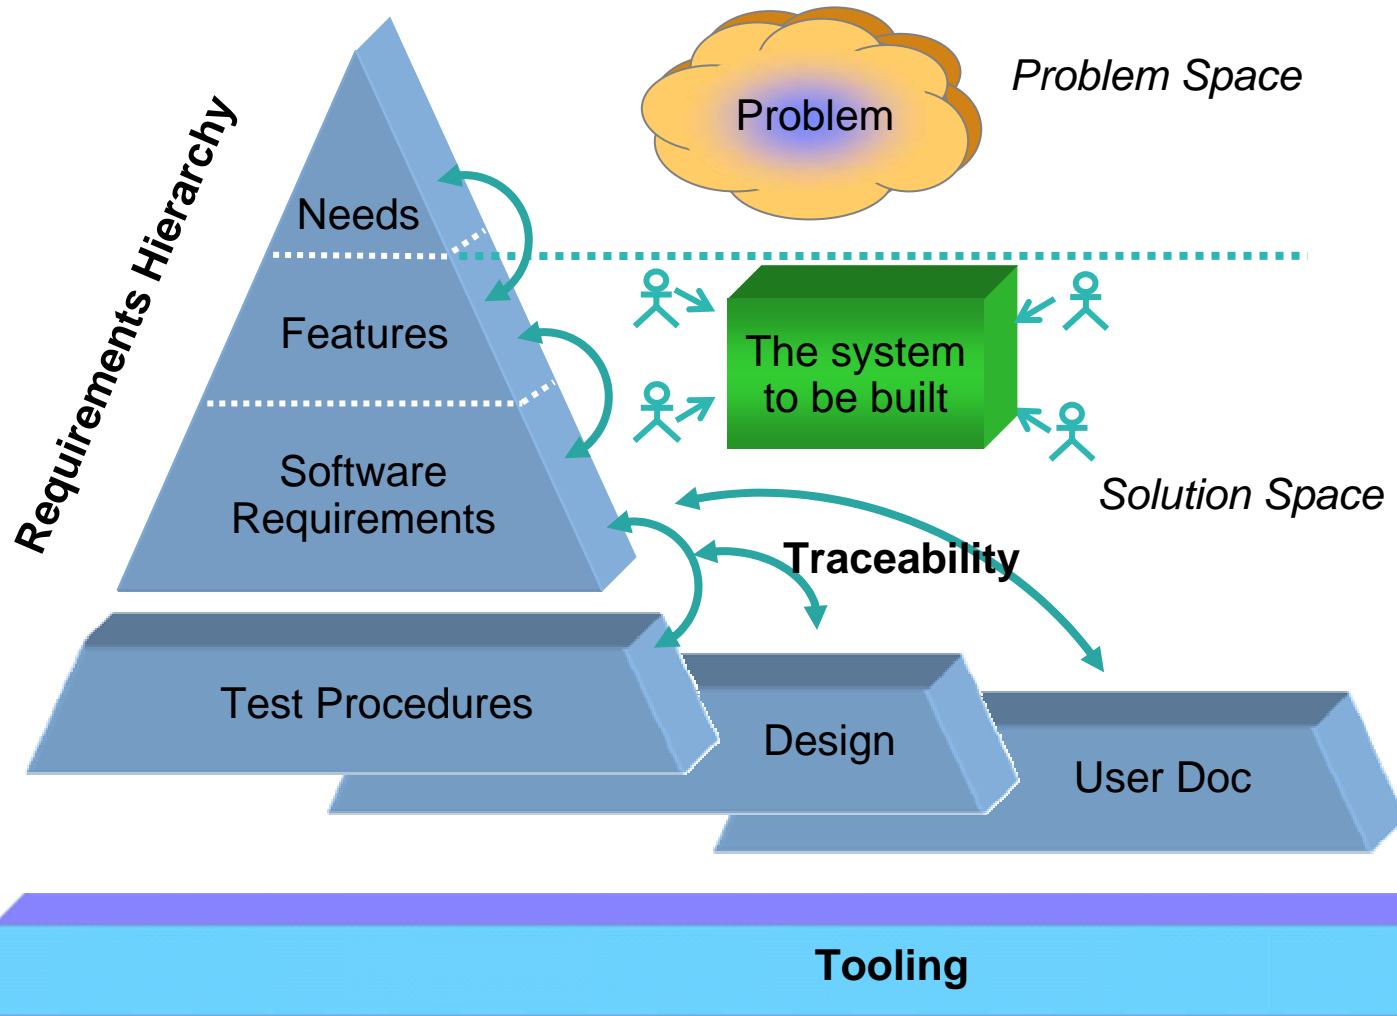 Problem Space
Problem
Requirements Hierarchy
Needs
Features
The system
to be built
Software
Requirements
Solution Space
Traceability
Test Procedures
Design
User Doc
Tooling